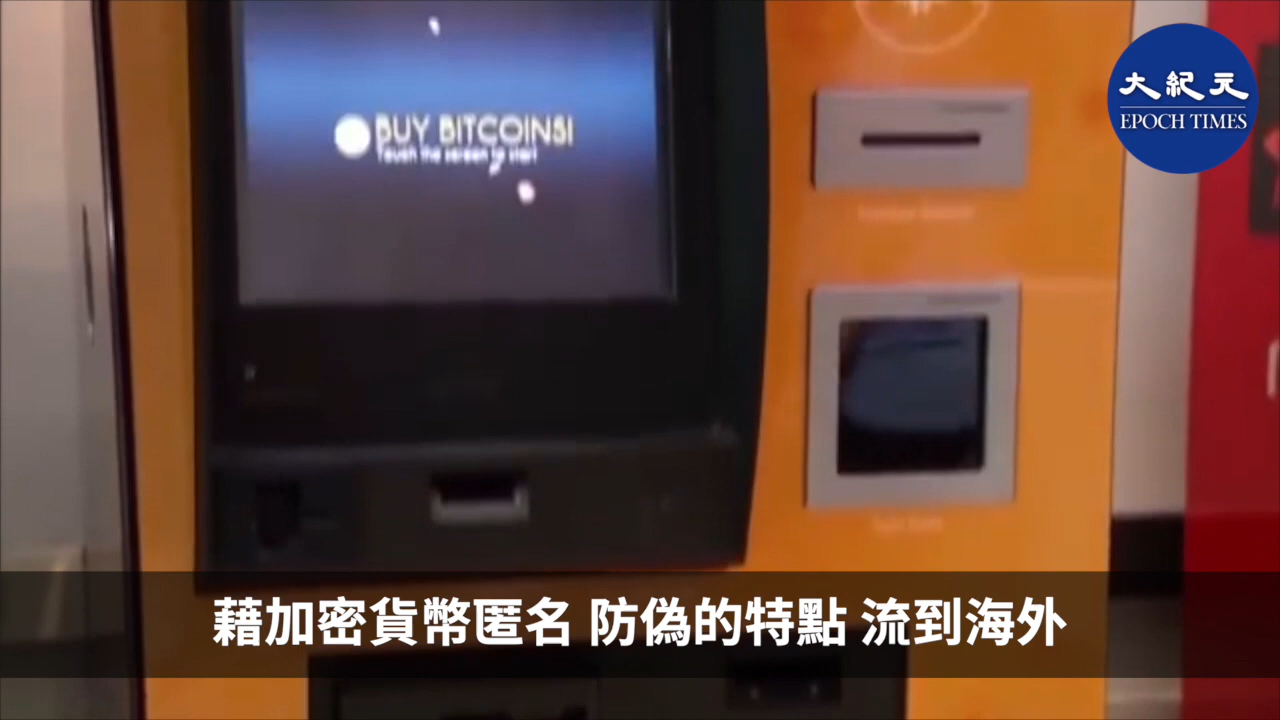 BUY BITCOINS!
Touch the screen to start
大紀元
EPOCH TIMES
藉加密貨幣匿名 防偽的特點 流到海外